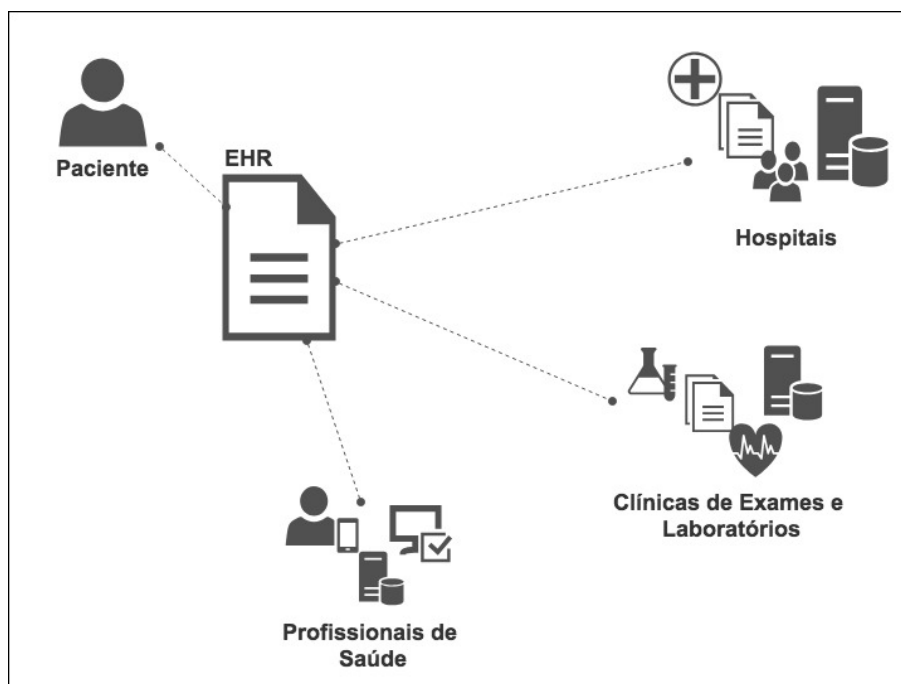 Paciente
EHR
Hospitais
Clínicas de Exames e
Laboratórios
Profissionais de
Saúde